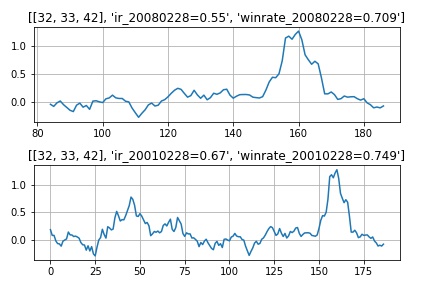 [[32, 33, 42], 'ir_20080228=0.55', 'winrate_20080228=0.709']
1.0
0.5
0.0
80 100 120 140 160 180
[[32, 33, 42], 'ir_20010228=0.67', 'winrate_20010228=0.749']
1.0
0.5
0.0
0 25 50 75 100 125 150 175